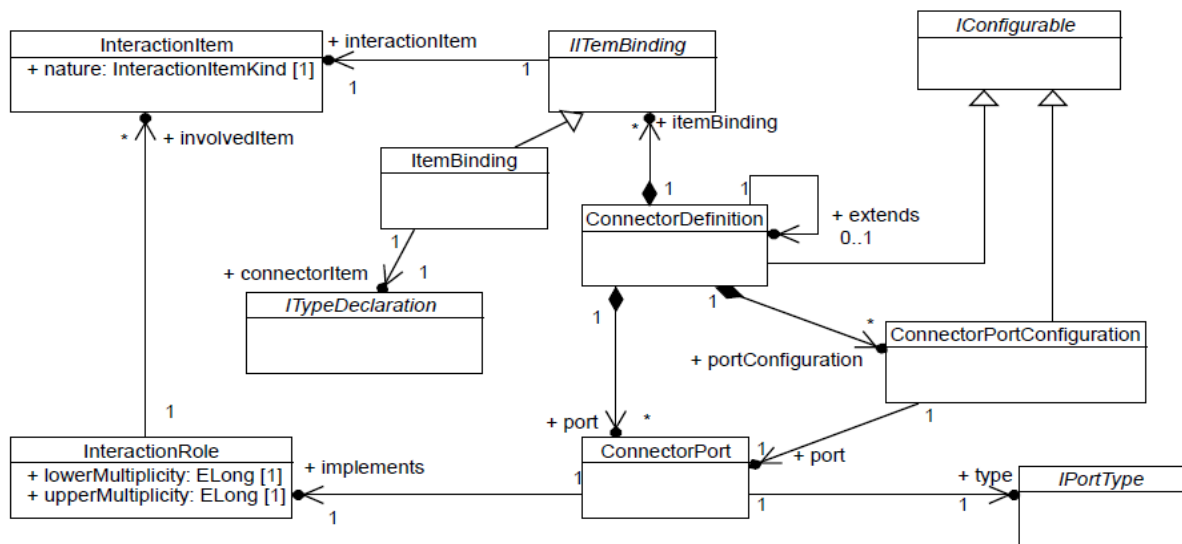 InteractionItem
+ nature: InteractionItemKind [1]
+ interactionItem
1
1
IITemBinding
IConfigurable
* + involvedItem
* + itemBinding
ItemBinding
1
1
ConnectorDefinition
+ extends
0..1
1
1
+ connectorItem
ITypeDeclaration
1
1
*
ConnectorPortConfiguration
+ portConfiguration
1
+ port
*
1
InteractionRole
+ lowerMultiplicity: ELong [1]
+ upperMultiplicity: ELong [1]
+ implements
1
1
ConnectorPort
1
+ port
1
+ type
1
IPortType